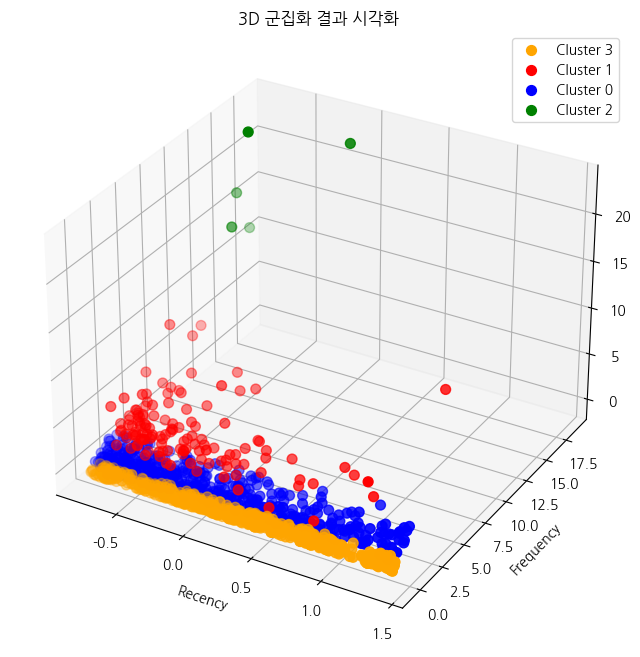 3D 군집화 결과 시각화
Cluster 3
Cluster 1
Cluster 0
Cluster 2
20
15
10
5
0
17.5
15.0
12.5
10.0
7.5
5.0
2.5
0.0
Frequency
-0.5
0.0
0.5
1.0
1.5
Recency